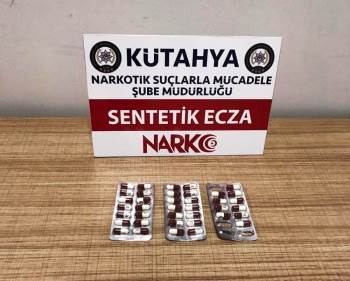 KÜTAHYA
NARKOTİK SUÇLARLA MÜCADELE
ŞUBE MÜDÜRLÜĞÜ
SENTETİK ECZA
NARKO